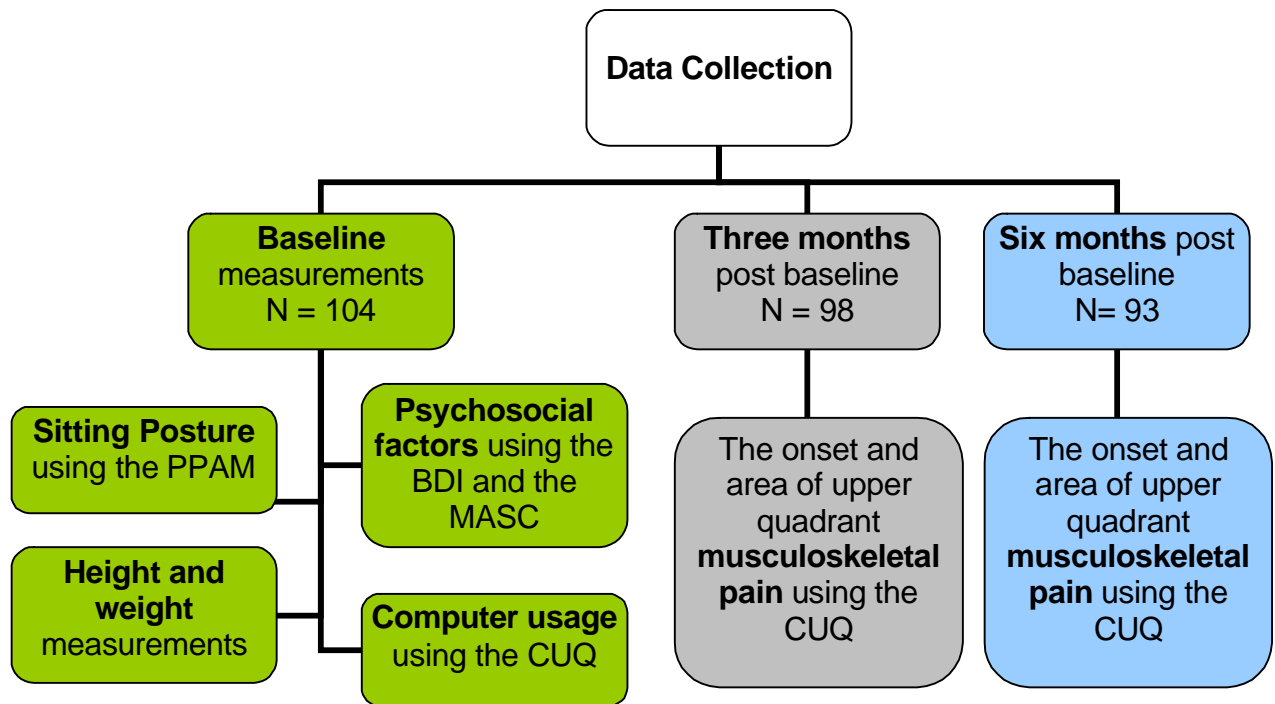 Data Collection
Baseline
measurements
N = 104
Three months
post baseline
N = 98
Six months post
baseline
N= 93
Sitting Posture
using the PPAM
Psychosocial
factors using the
BDI and the
MASC
Height and
weight
measurements
Computer usage
using the CUQ
The onset and
area of upper
quadrant
musculoskeletal
pain using the
CUQ
The onset and
area of upper
quadrant
musculoskeletal
pain using the
CUQ